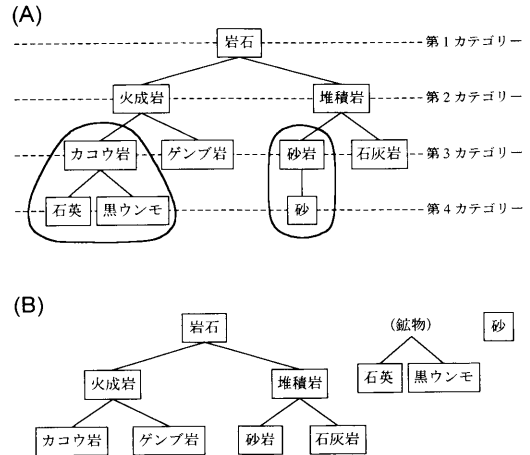 (A)
岩石 第1カテゴリー
火成岩 堆積岩 第2カテゴリー
カコウ岩 ゲンブ岩 砂岩 石灰岩 第3カテゴリー
石英 黒ウンモ 砂 第4カテゴリー
(B)
岩石 (鉱物) 砂
火成岩 堆積岩 石英 黒ウンモ
カコウ岩 ゲンブ岩 砂岩 石灰岩